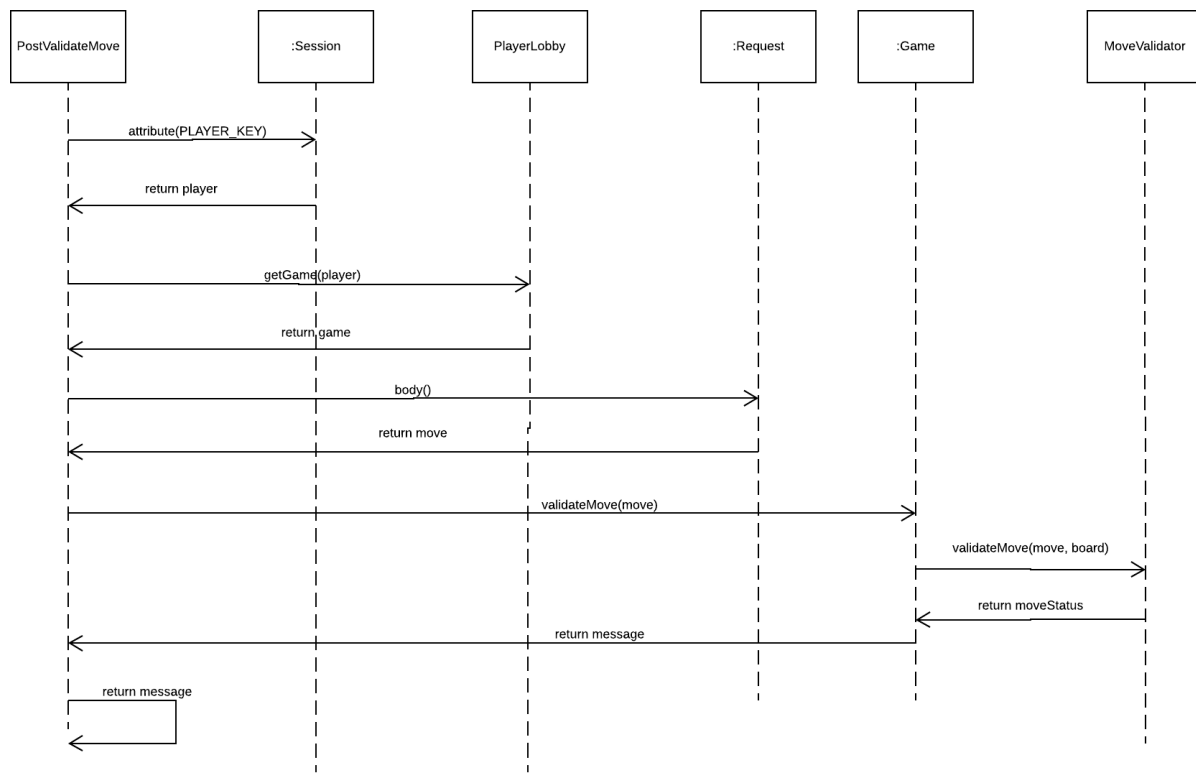 PostValidateMove
:Session
PlayerLobby
:Request
:Game
MoveValidator
attribute(PLAYER_KEY)
return player
getGame(player)
return game
body()
return move
validateMove(move)
validateMove(move, board)
return moveStatus
return message
return message